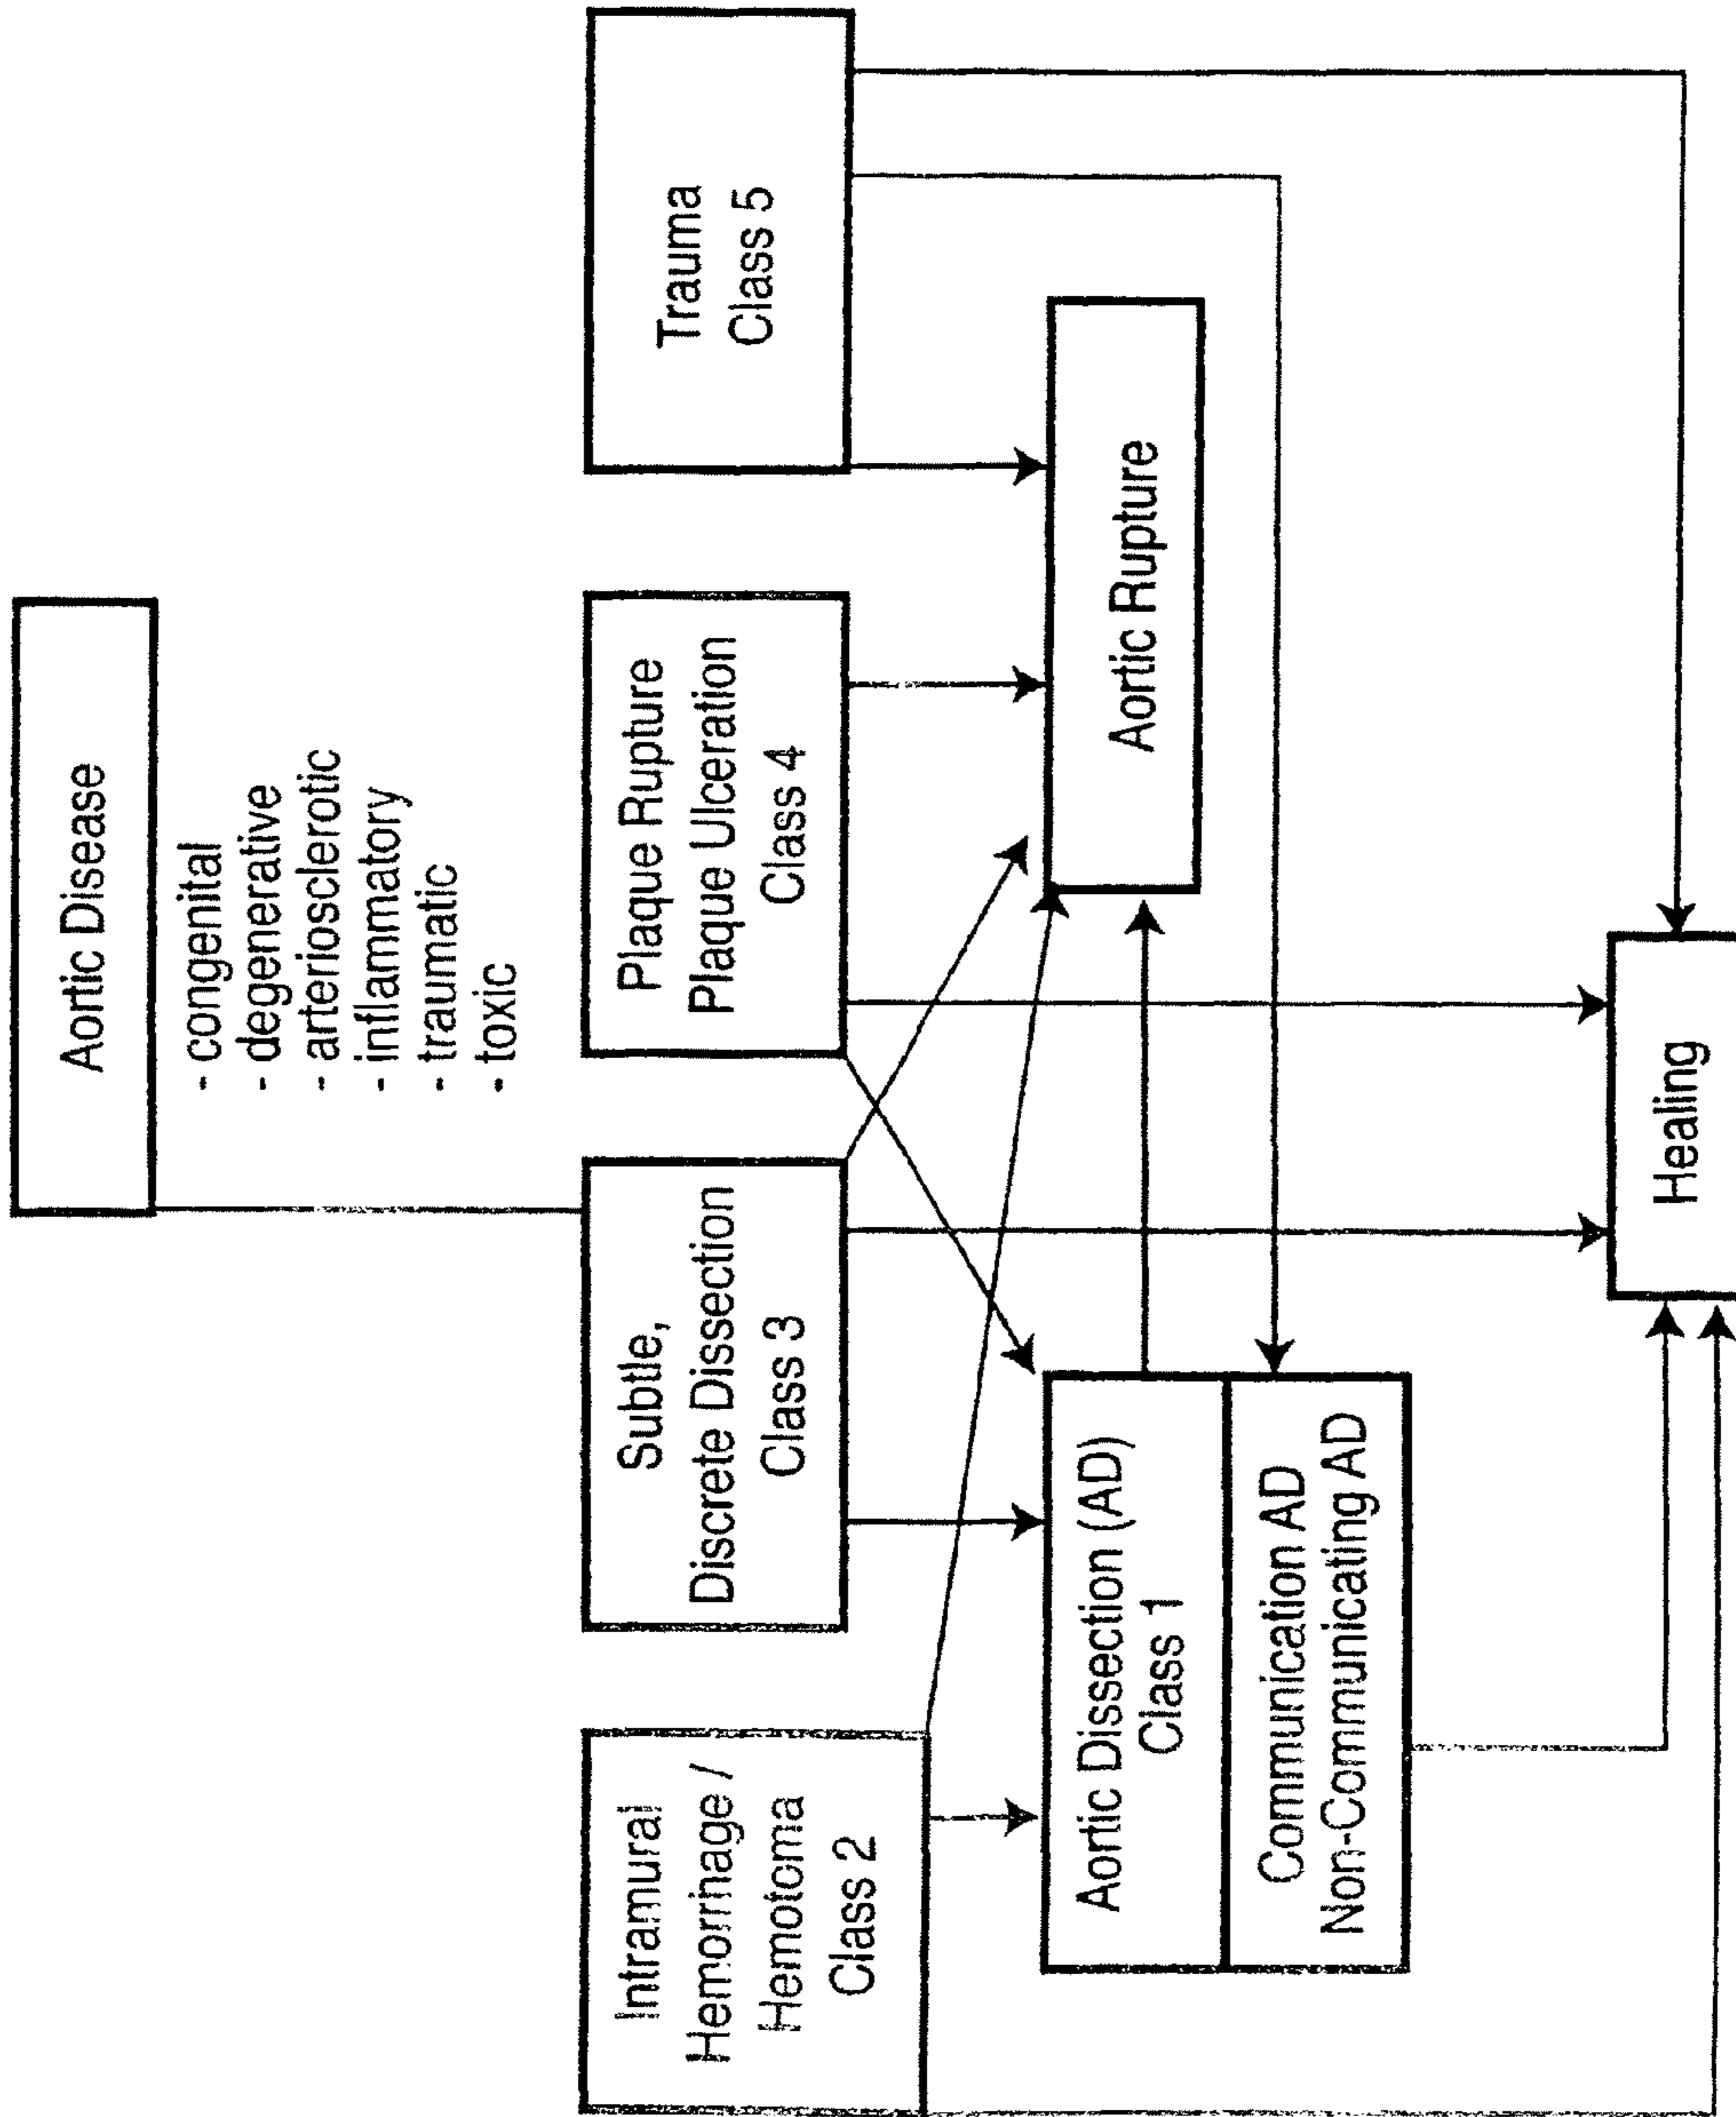 Aortic Disease
- congenital
- degenerative
- arteriosclerotic
- inflammatory
- traumatic
- toxic
Intramural
Hemorrhage /
Hemotoma
Class 2
Subtle,
Discrete Dissection
Class 3
Plaque Rupture
Plaque Ulceration
Class 4
Trauma
Class 5
Aortic Dissection (AD)
Class 1
Communication AD
Non-Communicating AD
Aortic Rupture
Healing